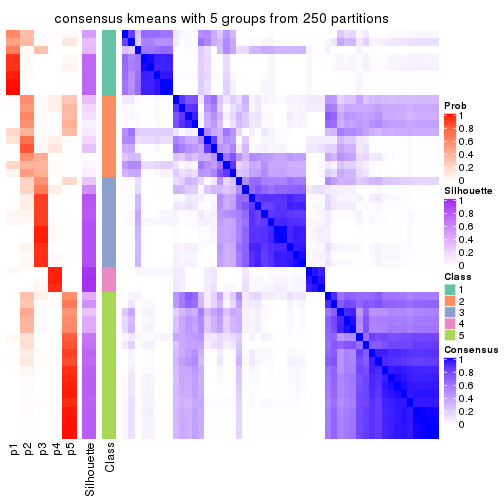 consensus kmeans with 5 groups from 250 partitions
Prob
1
0.8
0.6
0.4
0.2
0
Silhouette
1
0.8
0.6
0.4
0.2
0
Class
1
2
3
4
5
Consensus
1
0.8
0.6
0.4
0.2
0
p1
p2
p3
p4
p5
Silhouette
Class